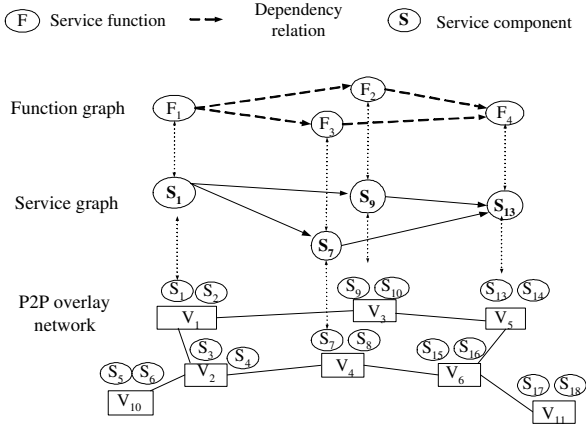 F Service function Dependency relation S Service component
Function graph F1 F2 F3 F4
Service graph S1 S9 S7 S13
P2P overlay network
S1 S2 V1
S9 S10 V3
S13 S14 V5
S3 S4 V2
S7 S8 V4
S15 S16 V6
S5 S6 V10
S17 S18 V11